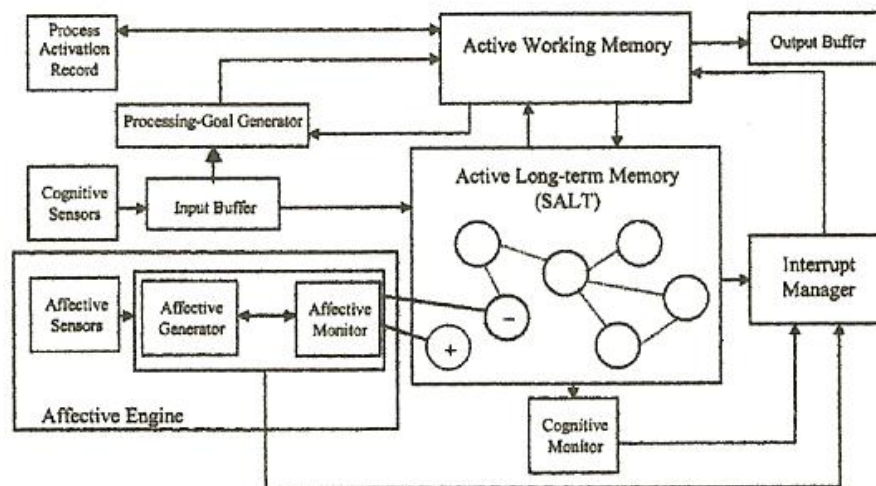 Process
Activation
Record
Active Working Memory
Output Buffer
Processing-Goal Generator
Cognitive
Sensors
Input Buffer
Active Long-term Memory
(SALT)
Interrupt
Manager
Affective
Sensors
Affective
Generator
Affective
Monitor
−
+
Affective Engine
Cognitive
Monitor